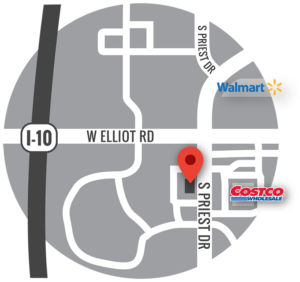 S PRIEST DR
Walmart
I-10
W ELLIOT RD
S PRIEST DR
COSTCO
WHOLESALE